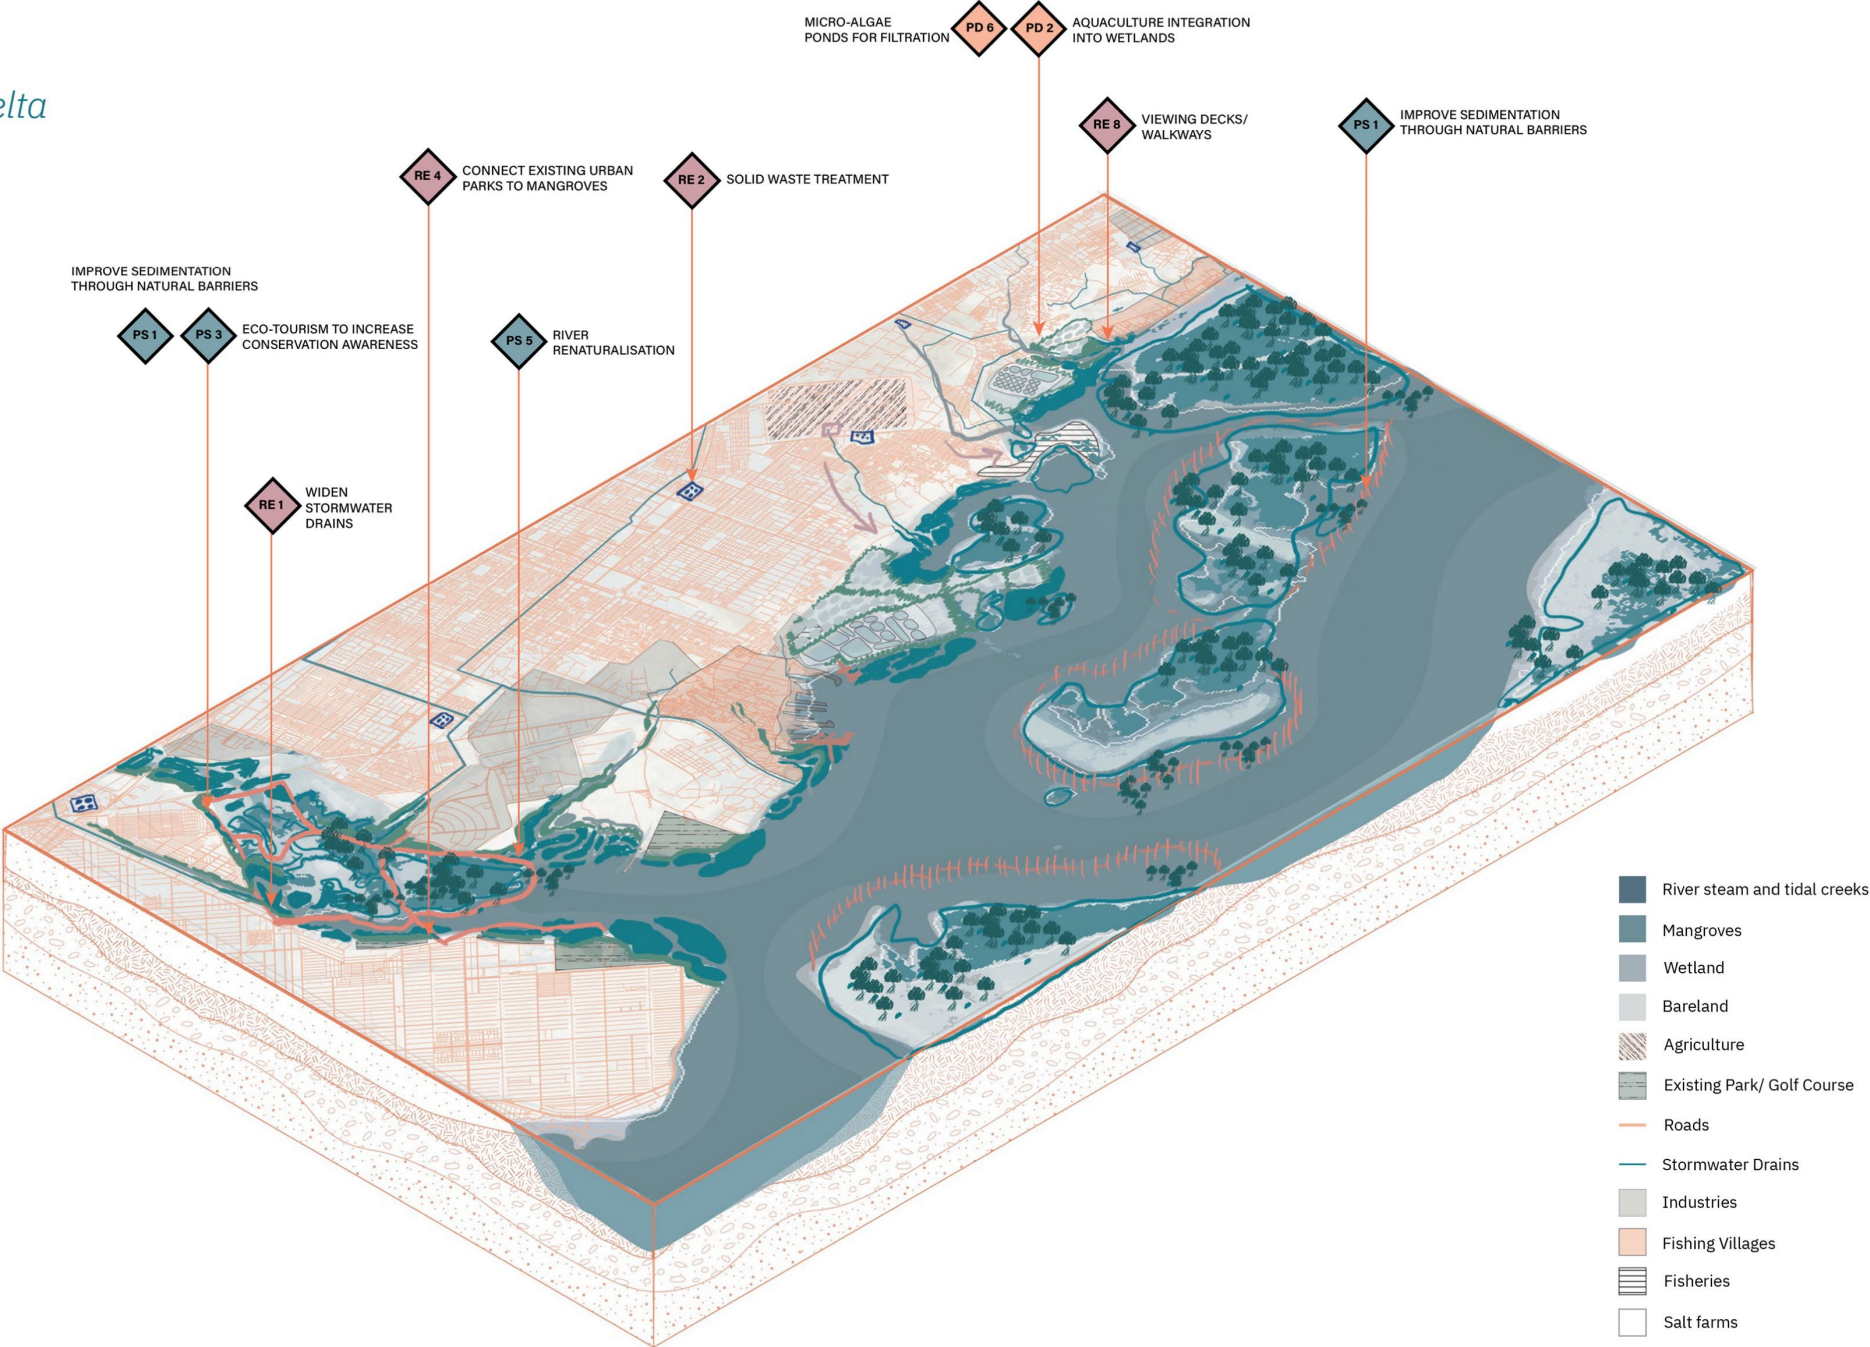 elta
MICRO-ALGAE
PONDS FOR FILTRATION
PD 6
PD 2
AQUACULTURE INTEGRATION
INTO WETLANDS
RE 8
VIEWING DECKS/
WALKWAYS
PS 1
IMPROVE SEDIMENTATION
THROUGH NATURAL BARRIERS
RE 4
CONNECT EXISTING URBAN
PARKS TO MANGROVES
RE 2
SOLID WASTE TREATMENT
IMPROVE SEDIMENTATION
THROUGH NATURAL BARRIERS
PS 1
PS 3
ECO-TOURISM TO INCREASE
CONSERVATION AWARENESS
PS 5
RIVER
RENATURALISATION
RE 1
WIDEN
STORMWATER
DRAINS
River steam and tidal creeks
Mangroves
Wetland
Bareland
Agriculture
Existing Park/ Golf Course
Roads
Stormwater Drains
Industries
Fishing Villages
Fisheries
Salt farms